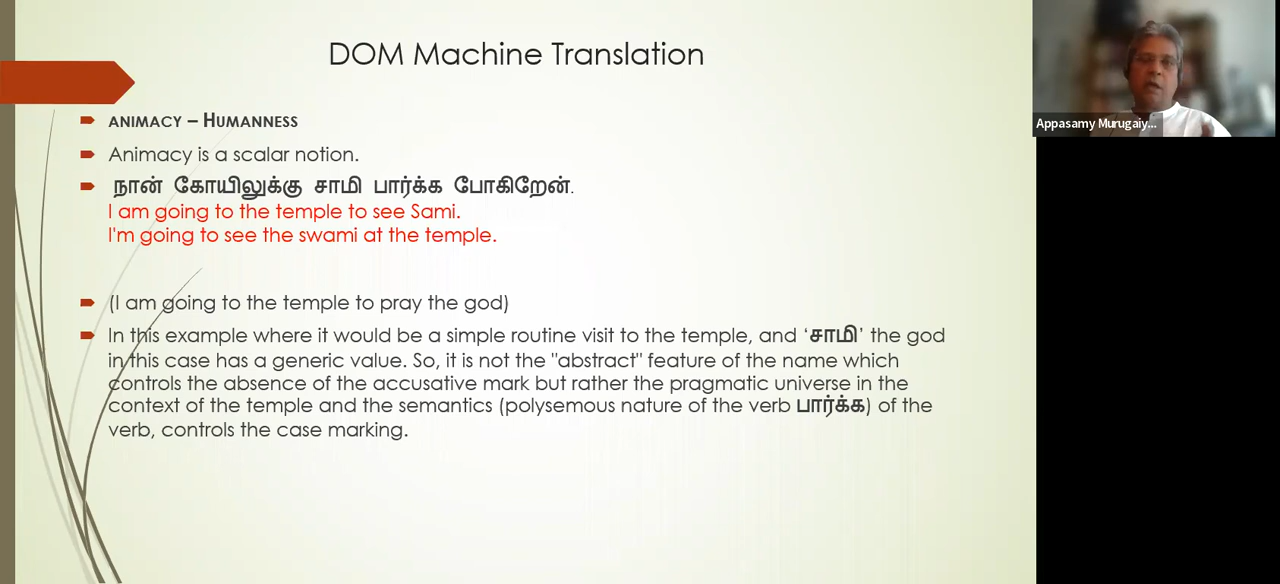 DOM Machine Translation
ANIMACY – HUMANNESS
Animacy is a scalar notion.
நான் கோயிலுக்கு சாமி பார்க்க போகிறேன்.
I am going to the temple to see Sami.
I'm going to see the swami at the temple.
(I am going to the temple to pray the god)
In this example where it would be a simple routine visit to the temple, and ‘சாமி’ the god
in this case has a generic value. So, it is not the "abstract" feature of the name which
controls the absence of the accusative mark but rather the pragmatic universe in the
context of the temple and the semantics (polysemous nature of the verb பார்க்க) of the
verb, controls the case marking.
Appasamy Murugaiy...